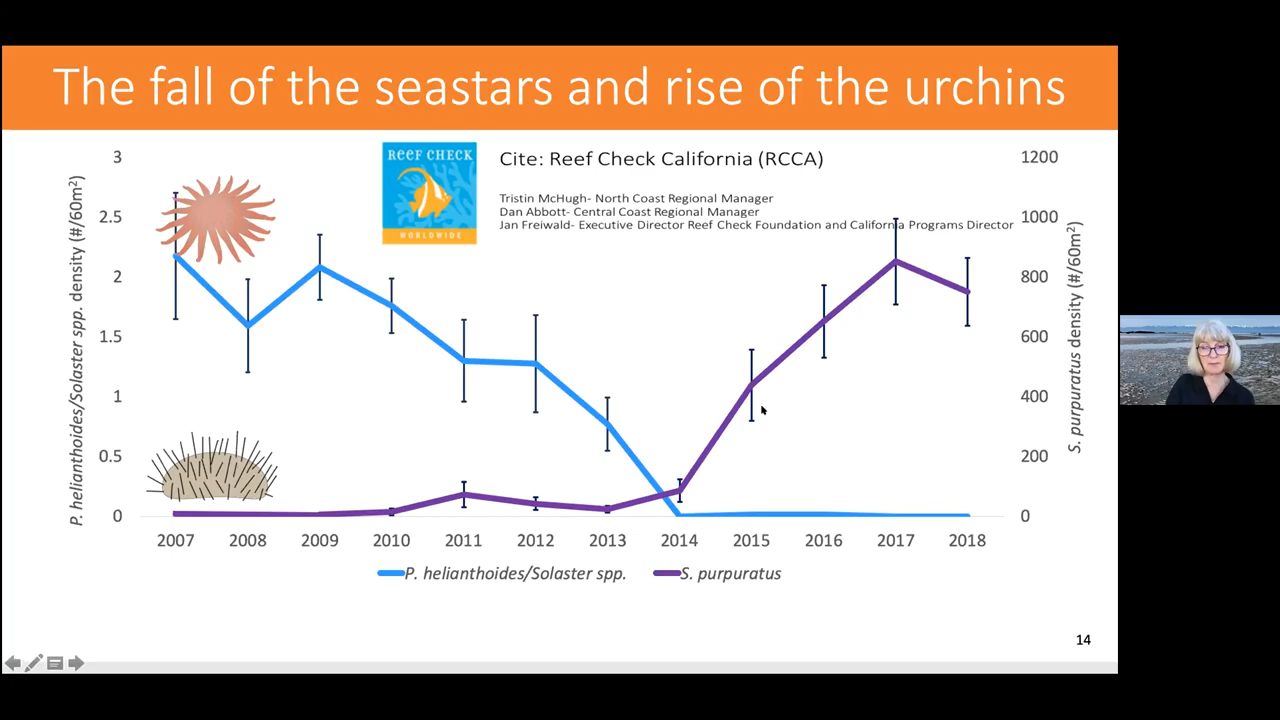 The fall of the seastars and rise of the urchins
REEF CHECK
WORLDWIDE
Cite: Reef Check California (RCCA)
Tristin McHugh- North Coast Regional Manager
Dan Abbott- Central Coast Regional Manager
Jan Freiwald- Executive Director Reef Check Foundation and California Programs Director
P. helianthoides/Solaster spp. density (#/60m²)
3
2.5
2
1.5
1
0.5
0
1200
1000
800
600
400
200
0
S. purpuratus density (#/60m²)
2007 2008 2009 2010 2011 2012 2013 2014 2015 2016 2017 2018
P. helianthoides/Solaster spp. S. purpuratus
14